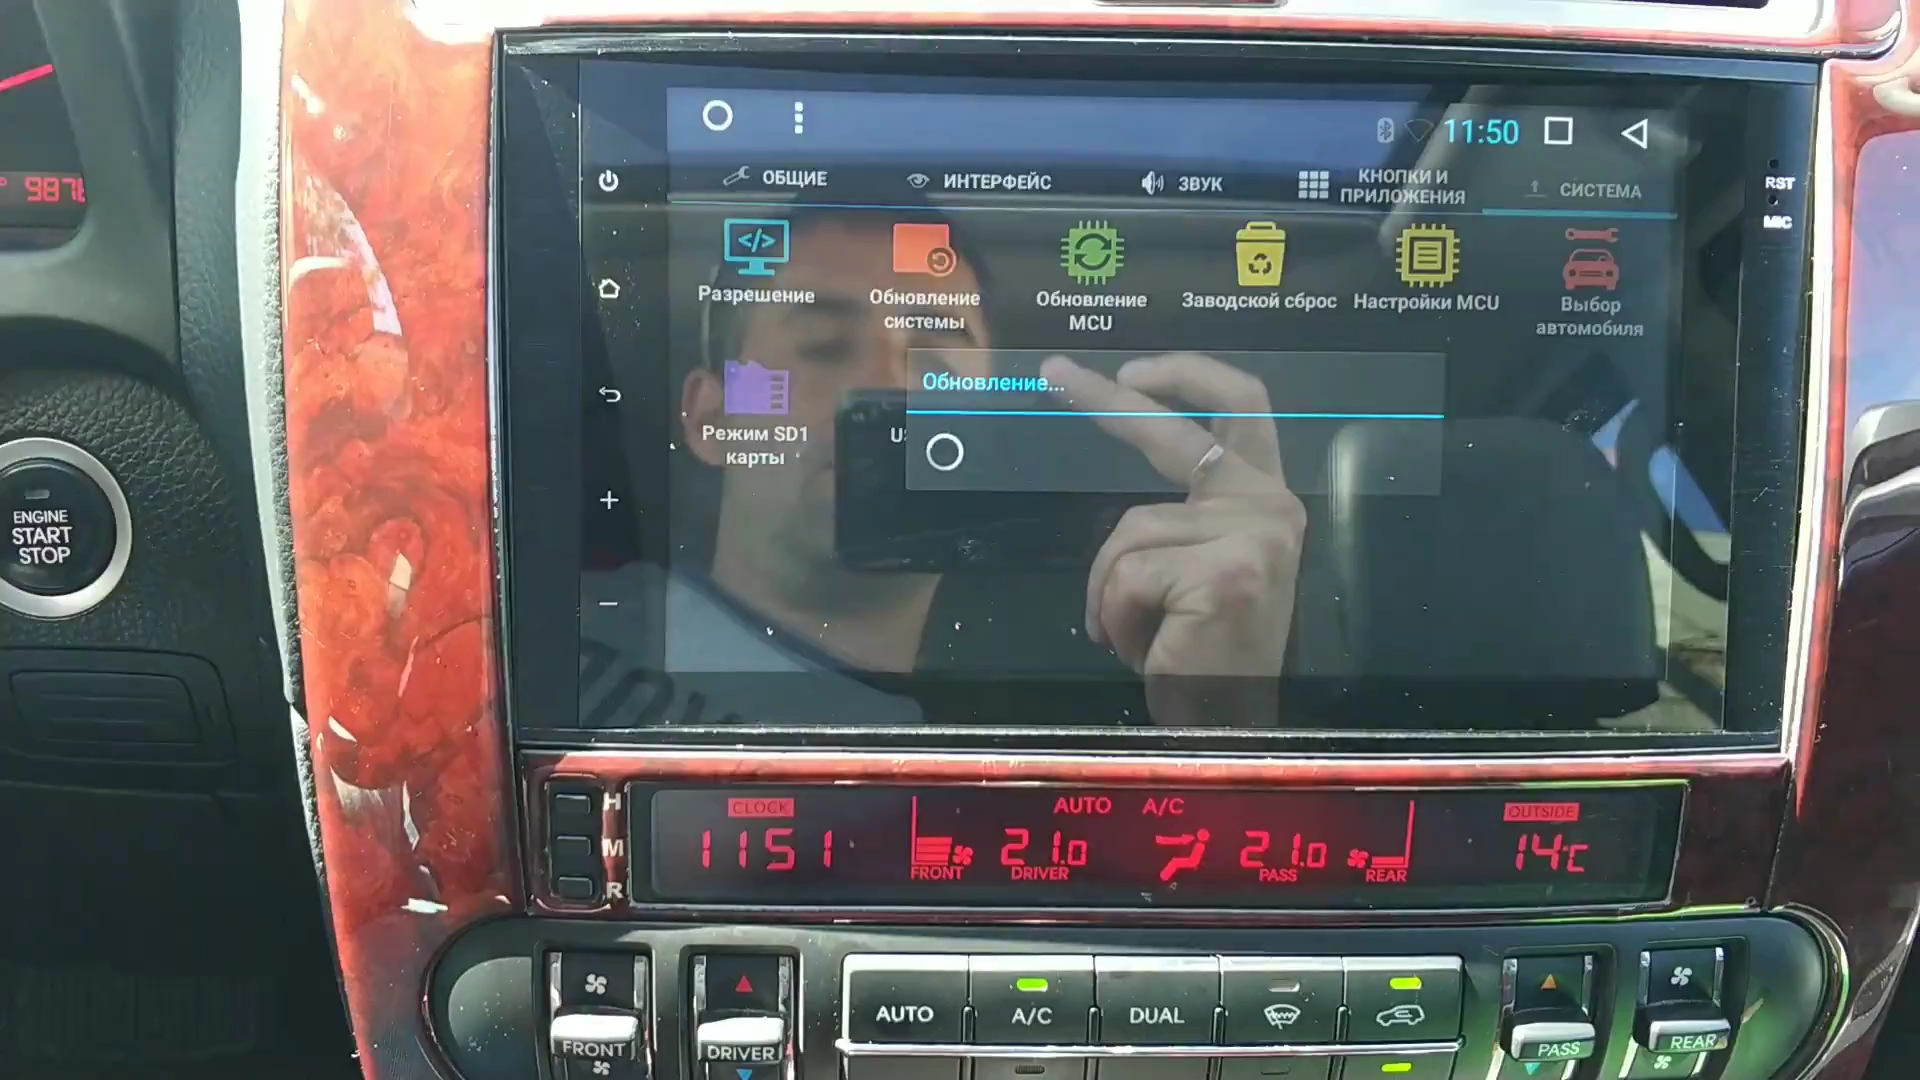 11:50
RST
MIC
ОБЩИЕ
ИНТЕРФЕЙС
ЗВУК
КНОПКИ И
ПРИЛОЖЕНИЯ
СИСТЕМА
Разрешение
Обновление
системы
Обновление
MCU
Заводской сброс
Настройки MCU
Выбор
автомобиля
Режим SD1
карты
Обновление...
ENGINE
START
STOP
H
M
R
CLOCK
11 51
AUTO A/C
FRONT
21.0
DRIVER
21.0
PASS
REAR
OUTSIDE
14°C
FRONT
DRIVER
AUTO
A/C
DUAL
PASS
REAR